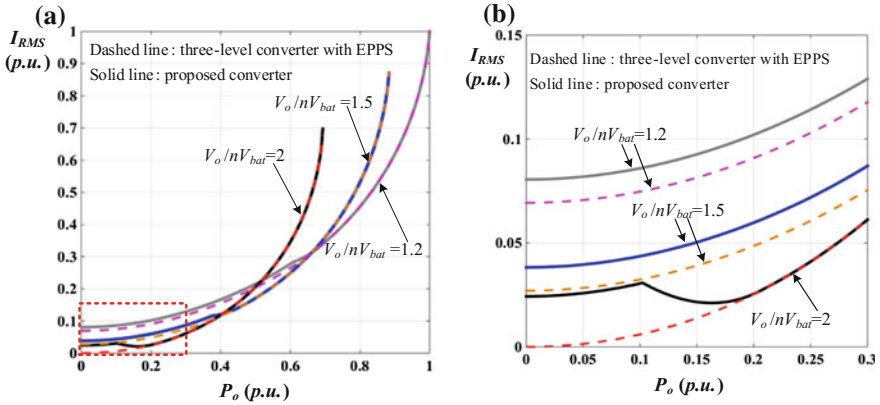 (a)
I_RMS
(p.u.)
1
0.9
0.8
0.7
0.6
0.5
0.4
0.3
0.2
0.1
0
Dashed line : three-level converter with EPPS
Solid line : proposed converter
V_o/nV_bat=1.5
V_o/nV_bat=2
V_o/nV_bat=1.2
0 0.2 0.4 0.6 0.8 1
P_o (p.u.)
(b)
I_RMS
(p.u.)
0.15
0.1
0.05
0
Dashed line : three-level converter with EPPS
Solid line : proposed converter
V_o/nV_bat=1.2
V_o/nV_bat=1.5
V_o/nV_bat=2
0 0.05 0.1 0.15 0.2 0.25 0.3
P_o (p.u.)